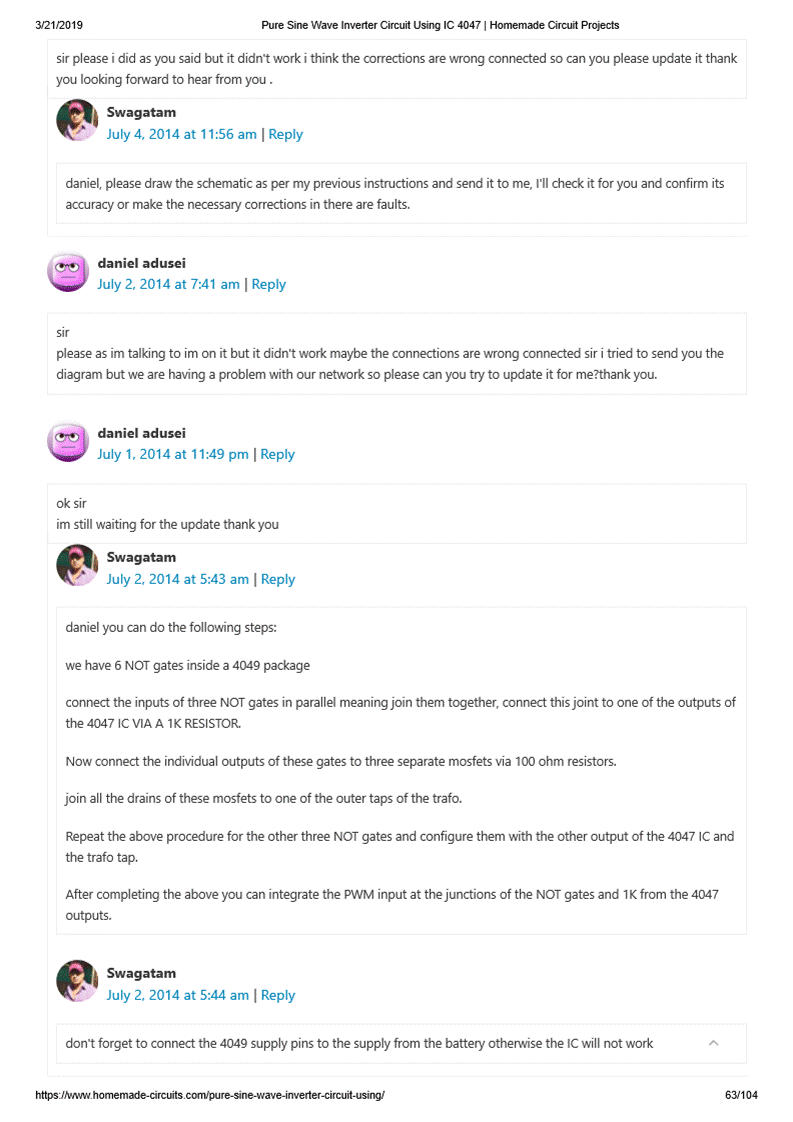 3/21/2019
Pure Sine Wave Inverter Circuit Using IC 4047 | Homemade Circuit Projects
sir please i did as you said but it didn't work i think the corrections are wrong connected so can you please update it thank
you looking forward to hear from you .
Swagatam
July 4, 2014 at 11:56 am | Reply
daniel, please draw the schematic as per my previous instructions and send it to me, I'll check it for you and confirm its
accuracy or make the necessary corrections in there are faults.
daniel adusei
July 2, 2014 at 7:41 am | Reply
sir
please as im talking to im on it but it didn't work maybe the connections are wrong connected sir i tried to send you the
diagram but we are having a problem with our network so please can you try to update it for me?thank you.
daniel adusei
July 1, 2014 at 11:49 pm | Reply
ok sir
im still waiting for the update thank you
Swagatam
July 2, 2014 at 5:43 am | Reply
daniel you can do the following steps:
we have 6 NOT gates inside a 4049 package
connect the inputs of three NOT gates in parallel meaning join them together, connect this joint to one of the outputs of
the 4047 IC VIA A 1K RESISTOR.
Now connect the individual outputs of these gates to three separate mosfets via 100 ohm resistors.
join all the drains of these mosfets to one of the outer taps of the trafo.
Repeat the above procedure for the other three NOT gates and configure them with the other output of the 4047 IC and
the trafo tap.
After completing the above you can integrate the PWM input at the junctions of the NOT gates and 1K from the 4047
outputs.
Swagatam
July 2, 2014 at 5:44 am | Reply
don't forget to connect the 4049 supply pins to the supply from the battery otherwise the IC will not work
https://www.homemade-circuits.com/pure-sine-wave-inverter-circuit-using/
63/104